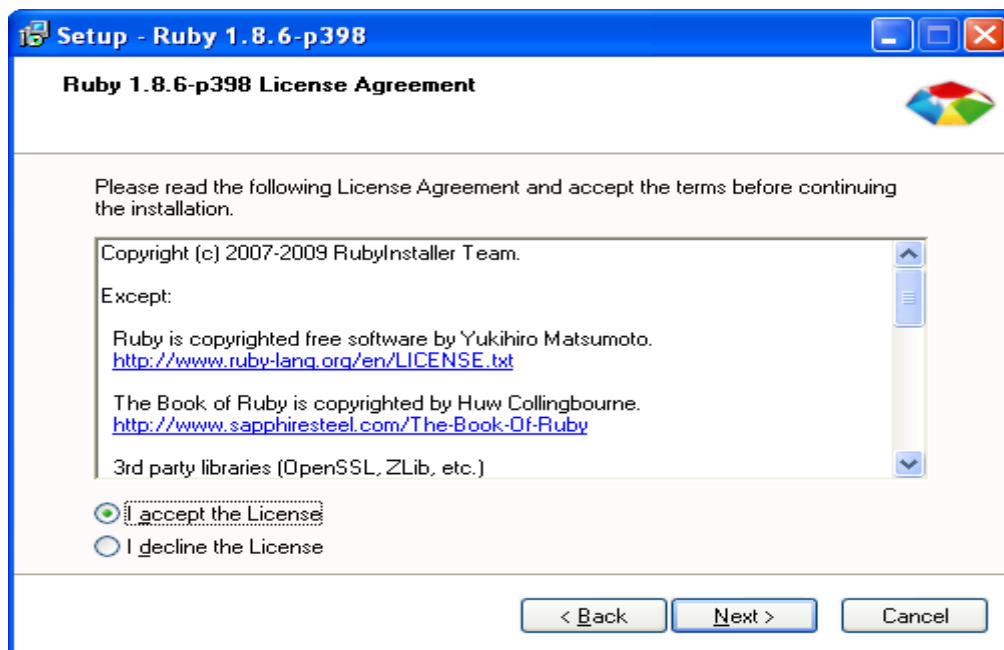 Setup - Ruby 1.8.6-p398
Ruby 1.8.6-p398 License Agreement
Please read the following License Agreement and accept the terms before continuing
the installation.
Copyright (c) 2007-2009 RubyInstaller Team.
Except:
Ruby is copyrighted free software by Yukihiro Matsumoto.
http://www.ruby-lang.org/en/LICENSE.txt
The Book of Ruby is copyrighted by Huw Collingbourne.
http://www.sapphiresteel.com/The-Book-Of-Ruby
3rd party libraries (OpenSSL, ZLib, etc.)
I accept the License
I decline the License
< Back Next > Cancel